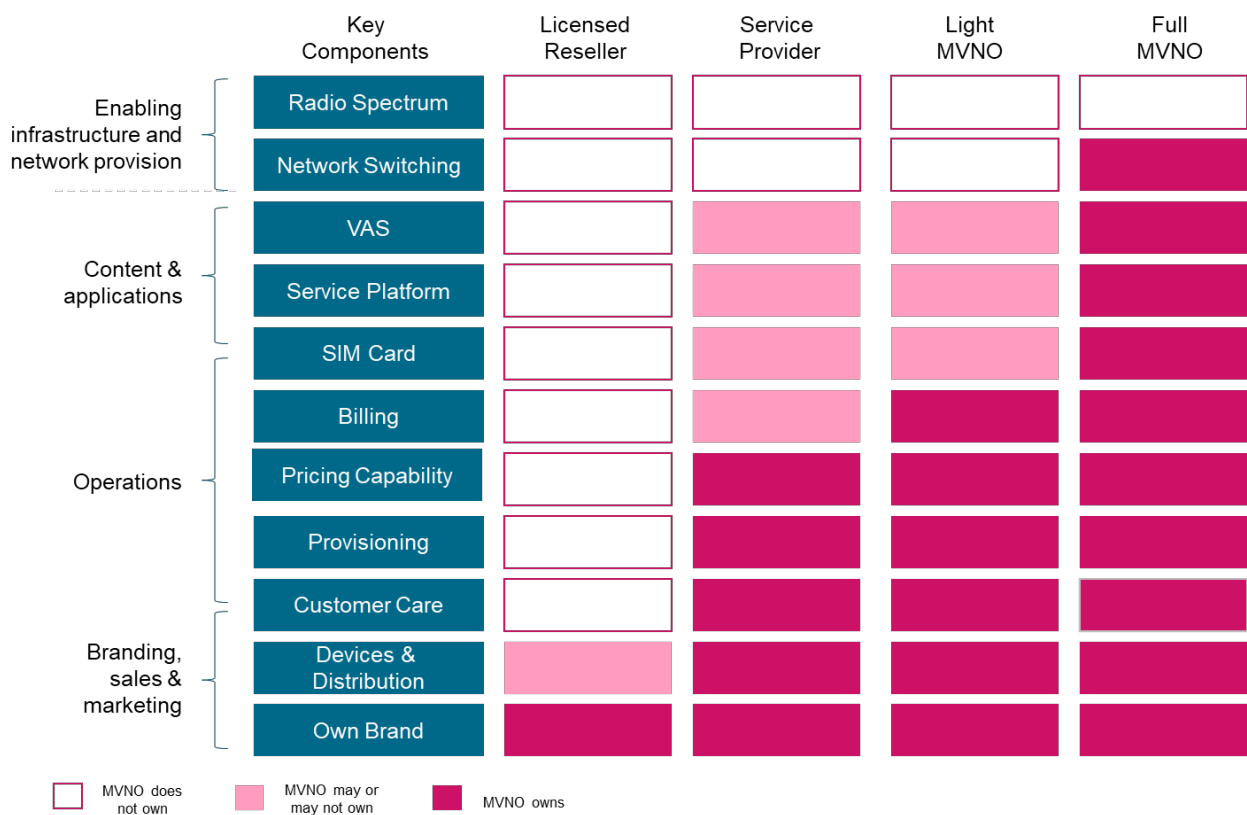 Key
Components
Licensed
Reseller
Service
Provider
Light
MVNO
Full
MVNO
Enabling
infrastructure and
network provision
Radio Spectrum
Network Switching
Content &
applications
VAS
Service Platform
SIM Card
Operations
Billing
Pricing Capability
Provisioning
Customer Care
Branding,
sales &
marketing
Devices &
Distribution
Own Brand
MVNO does
not own
MVNO may or
may not own
MVNO owns